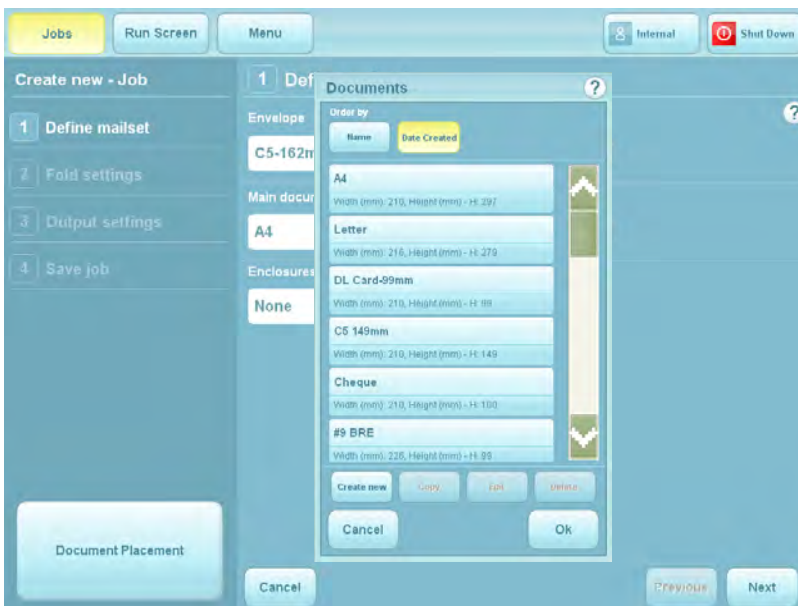 Jobs
Run Screen
Menu
Internal
Shut Down
Create new - Job
1 Define mailset
2 Fold settings
3 Output settings
4 Save job
Document Placement
1 Def
Envelope
C5-162m
Main docum
A4
Enclosures
None
Documents
?
?
Order by
Name
Date Created
A4
Width (mm): 210, Height (mm) - H: 297
Letter
Width (mm): 216, Height (mm) - H: 279
DL Card-99mm
Width (mm): 210, Height (mm) - H: 99
C5 149mm
Width (mm): 210, Height (mm) - H: 149
Cheque
Width (mm): 210, Height (mm) - H: 100
#9 BRE
Width (mm): 226, Height (mm) - H: 99
Create new
Copy
Edit
Delete
Cancel
Ok
Cancel
Previous
Next